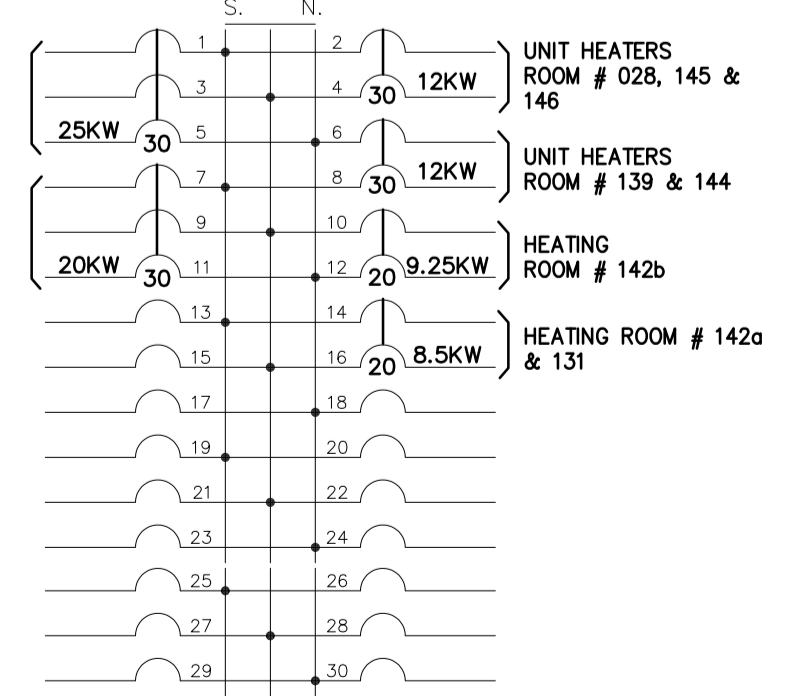 S. N.
1 2
UNIT HEATERS
ROOM # 028, 145 &
146
3 4
30 12KW
25KW 30 5 6
UNIT HEATERS
ROOM # 139 & 144
7 8
30 12KW
9 10
HEATING
ROOM # 142b
20KW 30 11 12
20 9.25KW
13 14
HEATING ROOM # 142a
& 131
15 16
20 8.5KW
17 18
19 20
21 22
23 24
25 26
27 28
29 30